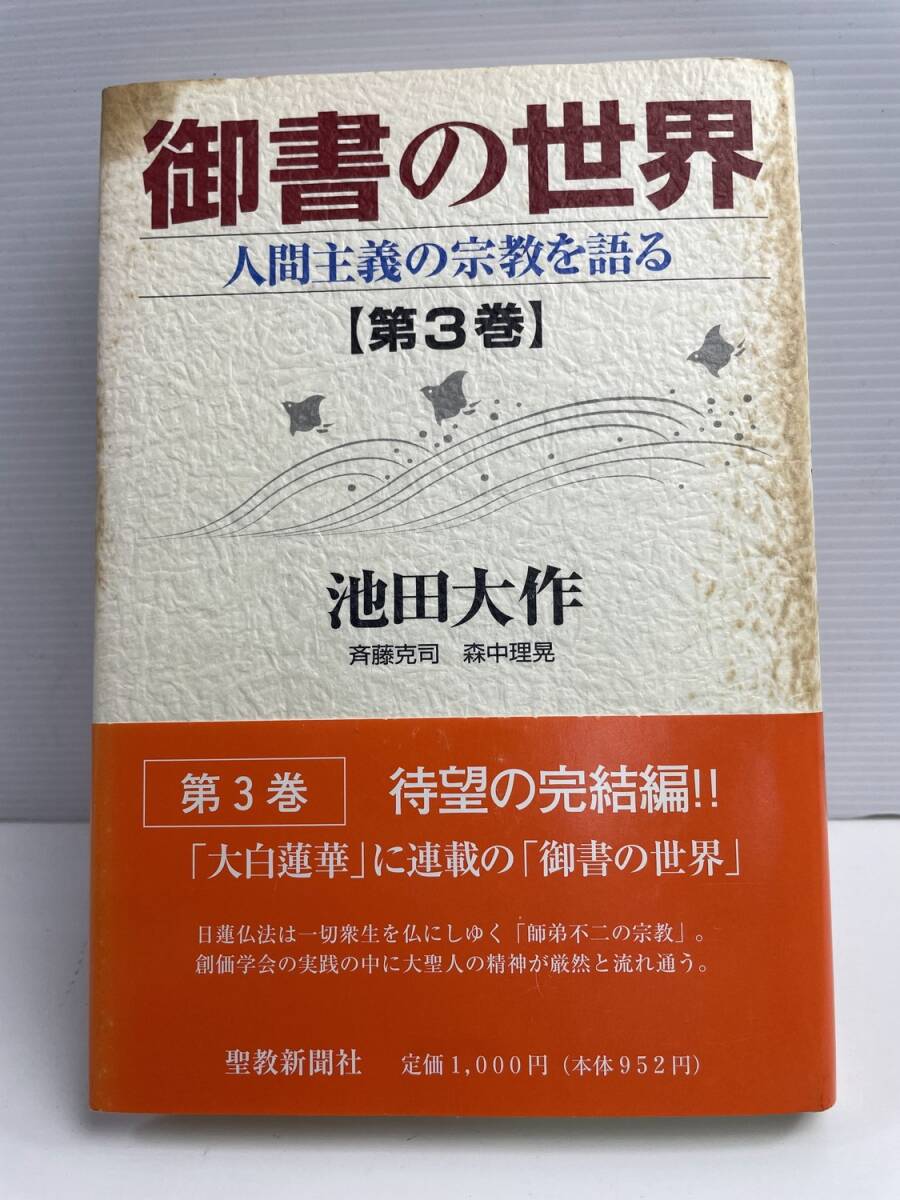 御書の世界
人間主義の宗教を語る
【第3巻】
池田大作
斉藤克司　森中理晃
第3巻
待望の完結編!!
「大白蓮華」に連載の「御書の世界」
日蓮仏法は一切衆生を仏にしゆく「師弟不二の宗教」。
創価学会の実践の中に大聖人の精神が厳然と流れ通う。
聖教新聞社　定価1,000円（本体952円）